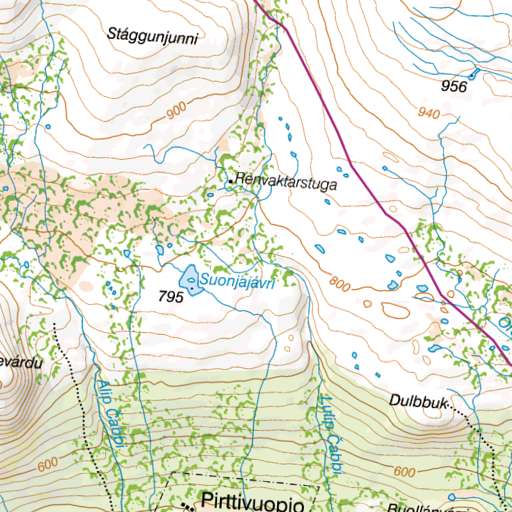 Stággunjunni
956
900
940
Renvaktarstuga
Suonjajávri
800
795
evárdu
Dulbbuk
Alip Čabbi
Lulip Čabbi
600
600
Pirttivuopio